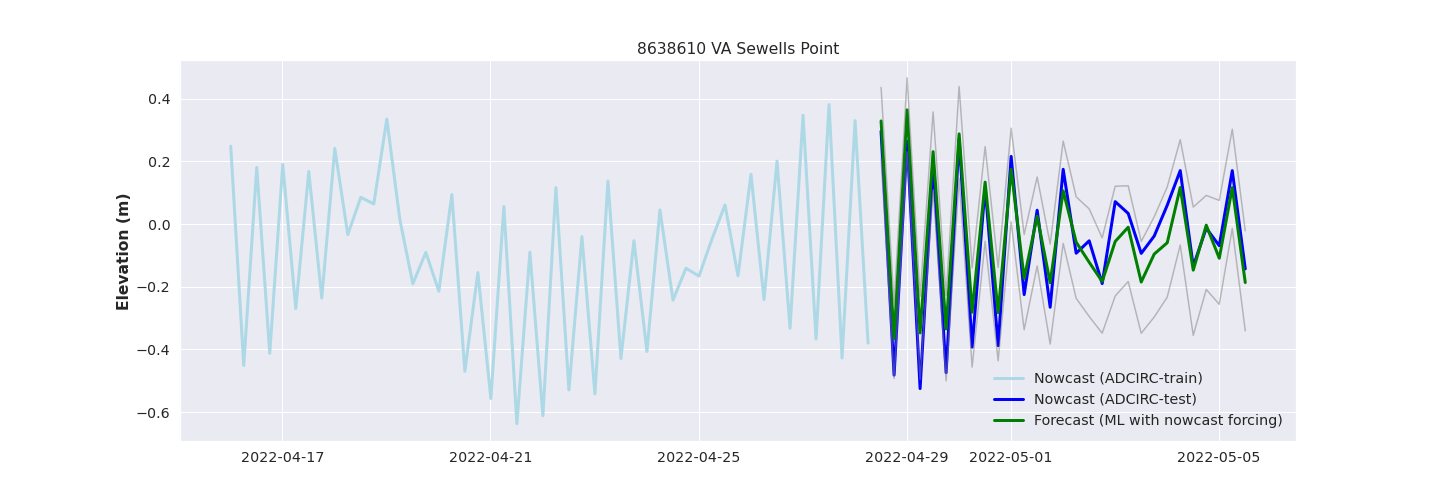 8638610 VA Sewells Point
Elevation (m)
0.4
0.2
0.0
−0.2
−0.4
−0.6
Nowcast (ADCIRC-train)
Nowcast (ADCIRC-test)
Forecast (ML with nowcast forcing)
2022-04-17 2022-04-21 2022-04-25 2022-04-29 2022-05-01 2022-05-05